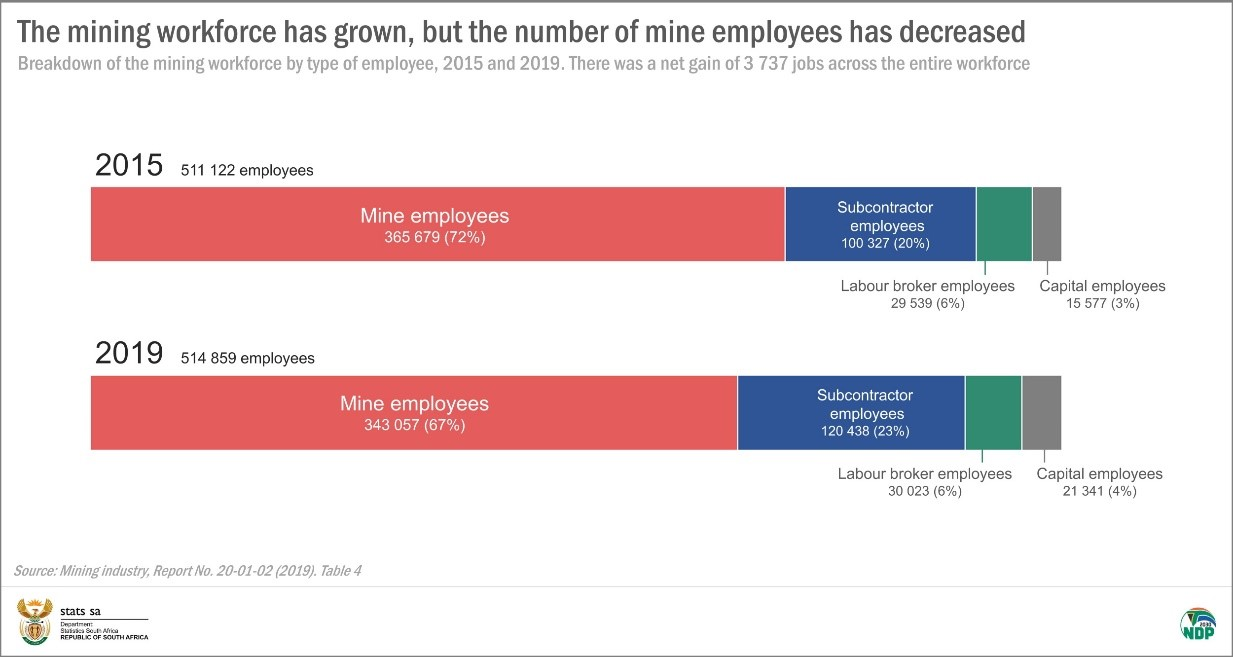 The mining workforce has grown, but the number of mine employees has decreased
Breakdown of the mining workforce by type of employee, 2015 and 2019. There was a net gain of 3 737 jobs across the entire workforce
2015 511 122 employees
Mine employees
365 679 (72%)
Subcontractor
employees
100 327 (20%)
Labour broker employees
29 539 (6%)
Capital employees
15 577 (3%)
2019 514 859 employees
Mine employees
343 057 (67%)
Subcontractor
employees
120 438 (23%)
Labour broker employees
30 023 (6%)
Capital employees
21 341 (4%)
Source: Mining industry, Report No. 20-01-02 (2019). Table 4
stats sa
Department:
Statistics South Africa
REPUBLIC OF SOUTH AFRICA
2030
NDP